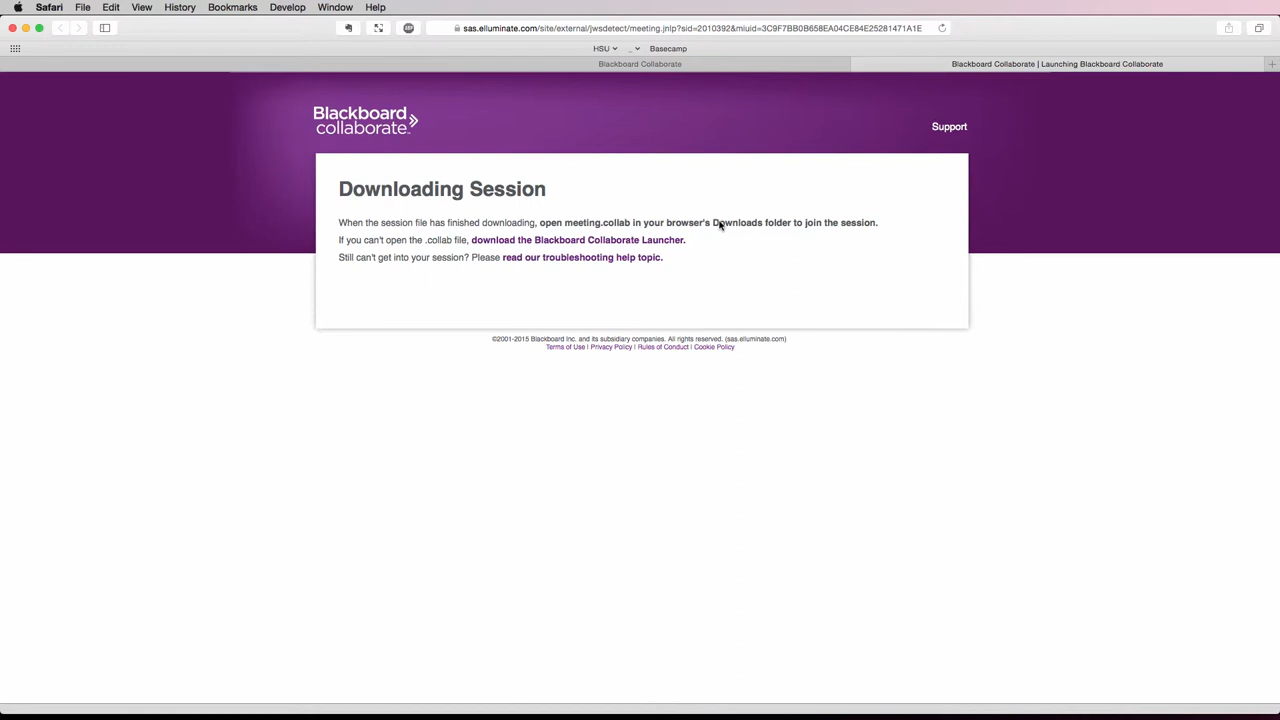 Safari File Edit View History Bookmarks Develop Window Help
sas.elluminate.com/site/external/jwsdetect/meeting.jnlp?sid=2010392&miuid=3C9F7BB0B658EA04CE84E25281471A1E
HSU _ Basecamp
Blackboard Collaborate Blackboard Collaborate | Launching Blackboard Collaborate
Blackboard
collaborate™
Support
Downloading Session
When the session file has finished downloading, open meeting.collab in your browser's Downloads folder to join the session.
If you can't open the .collab file, download the Blackboard Collaborate Launcher.
Still can't get into your session? Please read our troubleshooting help topic.
©2001-2015 Blackboard Inc. and its subsidiary companies. All rights reserved. (sas.elluminate.com)
Terms of Use | Privacy Policy | Rules of Conduct | Cookie Policy